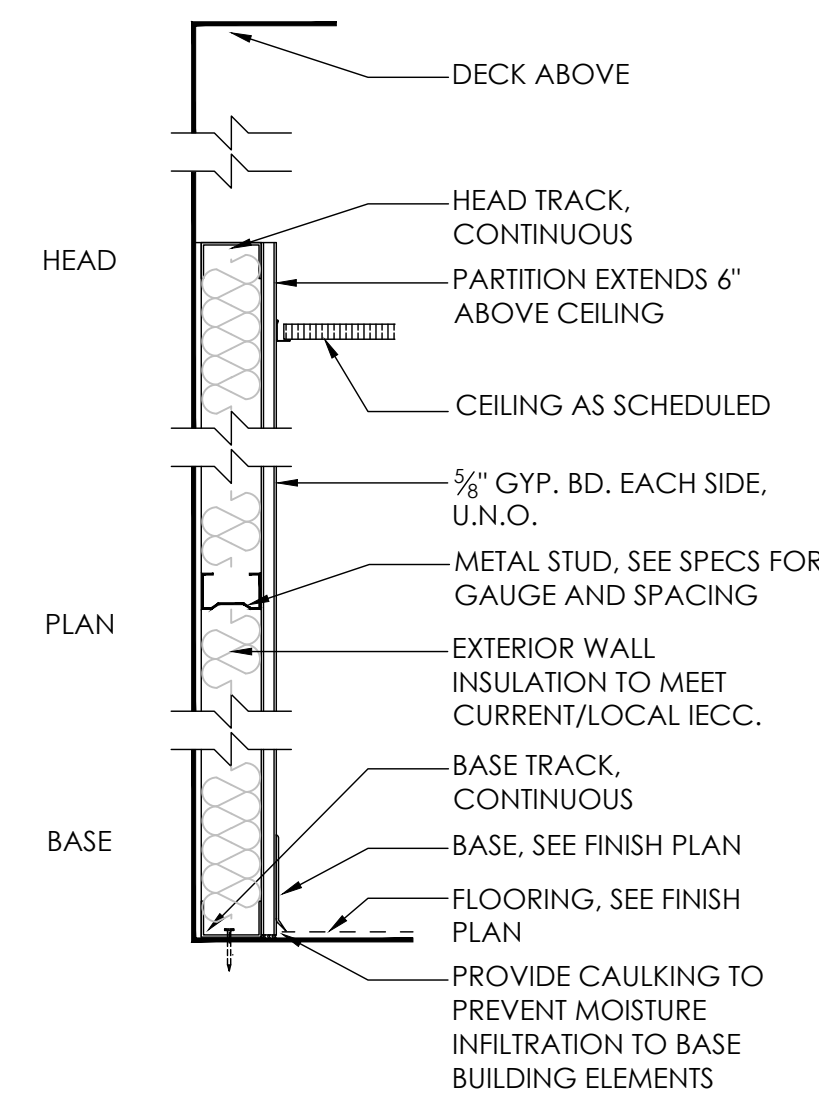 DECK ABOVE
HEAD TRACK,
CONTINUOUS
HEAD
PARTITION EXTENDS 6"
ABOVE CEILING
CEILING AS SCHEDULED
⅝" GYP. BD. EACH SIDE,
U.N.O.
METAL STUD, SEE SPECS FOR
GAUGE AND SPACING
PLAN
EXTERIOR WALL
INSULATION TO MEET
CURRENT/LOCAL IECC.
BASE TRACK,
CONTINUOUS
BASE
BASE, SEE FINISH PLAN
FLOORING, SEE FINISH
PLAN
PROVIDE CAULKING TO
PREVENT MOISTURE
INFILTRATION TO BASE
BUILDING ELEMENTS